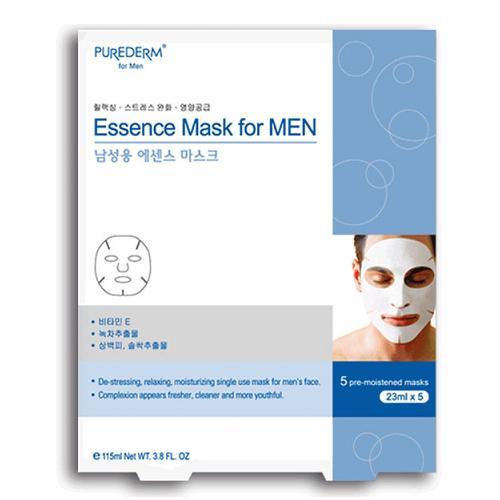 PUREDERM®
for Men
릴랙싱 · 스트레스 완화 · 영양공급
Essence Mask for MEN
남성용 에센스 마스크
• 비타민 E
• 녹차추출물
• 상백피, 솔싹추출물
• De-stressing, relaxing, moisturizing single use mask for men's face.
• Complexion appears fresher, cleaner and more youthful.
5 pre-moistened masks
23ml x 5
e 115ml Net WT. 3.8 FL. OZ